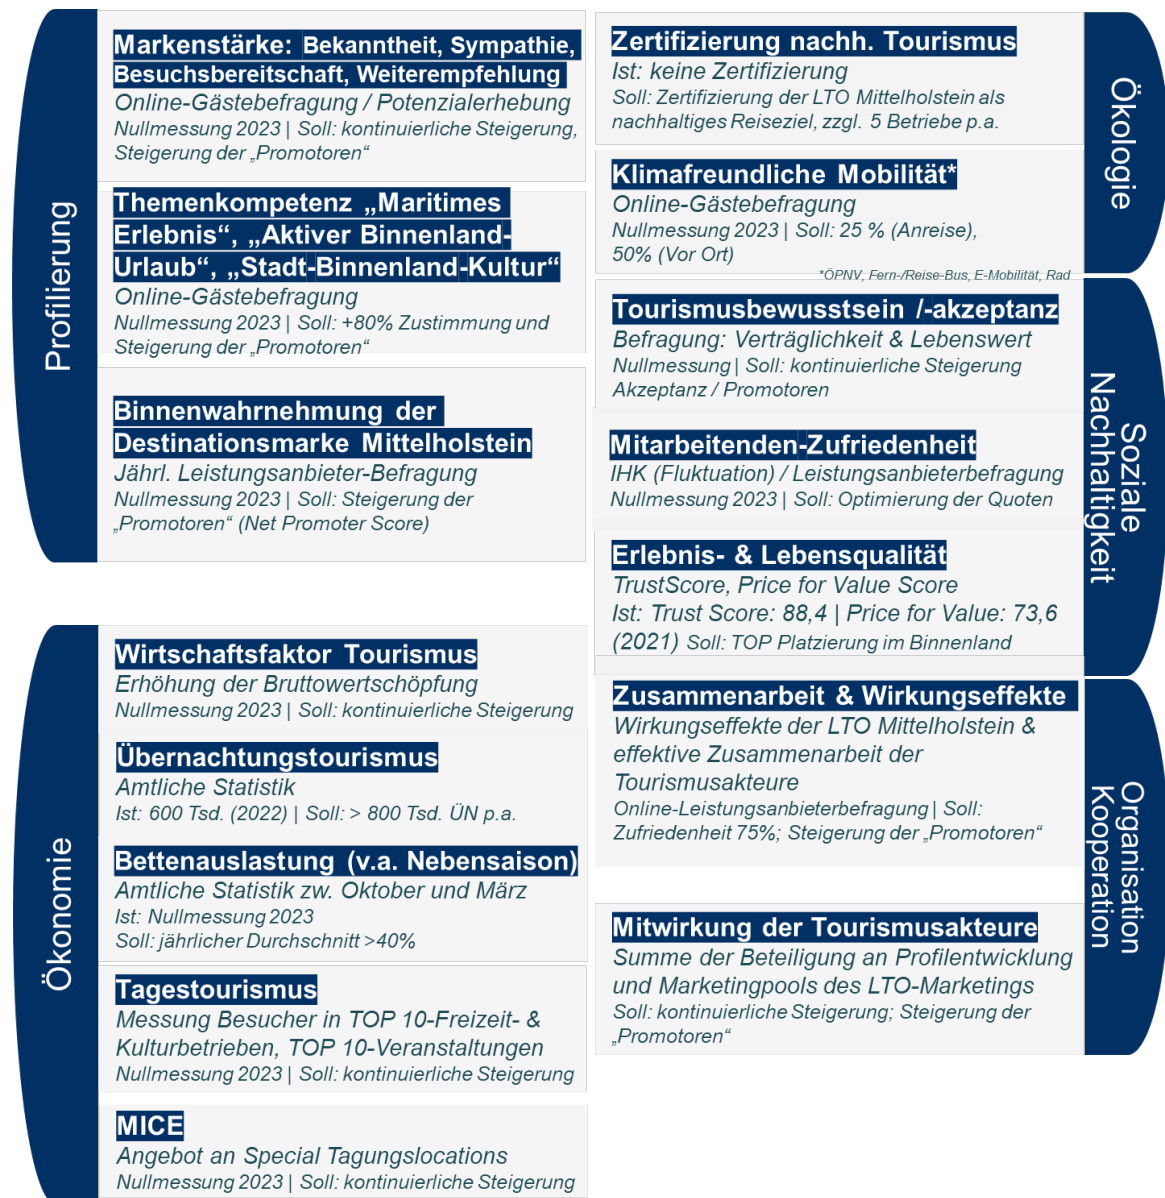 Profilierung
Markenstärke: Bekanntheit, Sympathie,
Besuchsbereitschaft, Weiterempfehlung
Online-Gästebefragung / Potenzialerhebung
Nullmessung 2023 | Soll: kontinuierliche Steigerung,
Steigerung der „Promotoren“
Themenkompetenz „Maritimes
Erlebnis“, „Aktiver Binnenland-
Urlaub“, „Stadt-Binnenland-Kultur“
Online-Gästebefragung
Nullmessung 2023 | Soll: +80% Zustimmung und
Steigerung der „Promotoren“
Binnenwahrnehmung der
Destinationsmarke Mittelholstein
Jährl. Leistungsanbieter-Befragung
Nullmessung 2023 | Soll: Steigerung der
„Promotoren“ (Net Promoter Score)
Ökonomie
Wirtschaftsfaktor Tourismus
Erhöhung der Bruttowertschöpfung
Nullmessung 2023 | Soll: kontinuierliche Steigerung
Übernachtungstourismus
Amtliche Statistik
Ist: 600 Tsd. (2022) | Soll: > 800 Tsd. ÜN p.a.
Bettenauslastung (v.a. Nebensaison)
Amtliche Statistik zw. Oktober und März
Ist: Nullmessung 2023
Soll: jährlicher Durchschnitt >40%
Tagestourismus
Messung Besucher in TOP 10-Freizeit- &
Kulturbetrieben, TOP 10-Veranstaltungen
Nullmessung 2023 | Soll: kontinuierliche Steigerung
MICE
Angebot an Special Tagungslocations
Nullmessung 2023 | Soll: kontinuierliche Steigerung
Ökologie
Zertifizierung nachh. Tourismus
Ist: keine Zertifizierung
Soll: Zertifizierung der LTO Mittelholstein als
nachhaltiges Reiseziel, zzgl. 5 Betriebe p.a.
Klimafreundliche Mobilität*
Online-Gästebefragung
Nullmessung 2023 | Soll: 25 % (Anreise),
50% (Vor Ort)
*ÖPNV, Fern-/Reise-Bus, E-Mobilität, Rad
Soziale
Nachhaltigkeit
Tourismusbewusstsein /-akzeptanz
Befragung: Verträglichkeit & Lebenswert
Nullmessung | Soll: kontinuierliche Steigerung
Akzeptanz / Promotoren
Mitarbeitenden-Zufriedenheit
IHK (Fluktuation) / Leistungsanbieterbefragung
Nullmessung 2023 | Soll: Optimierung der Quoten
Erlebnis- & Lebensqualität
TrustScore, Price for Value Score
Ist: Trust Score: 88,4 | Price for Value: 73,6
(2021) Soll: TOP Platzierung im Binnenland
Organisation
Kooperation
Zusammenarbeit & Wirkungseffekte
Wirkungseffekte der LTO Mittelholstein &
effektive Zusammenarbeit der
Tourismusakteure
Online-Leistungsanbieterbefragung | Soll:
Zufriedenheit 75%; Steigerung der „Promotoren“
Mitwirkung der Tourismusakteure
Summe der Beteiligung an Profilentwicklung
und Marketingpools des LTO-Marketings
Soll: kontinuierliche Steigerung; Steigerung der
„Promotoren“